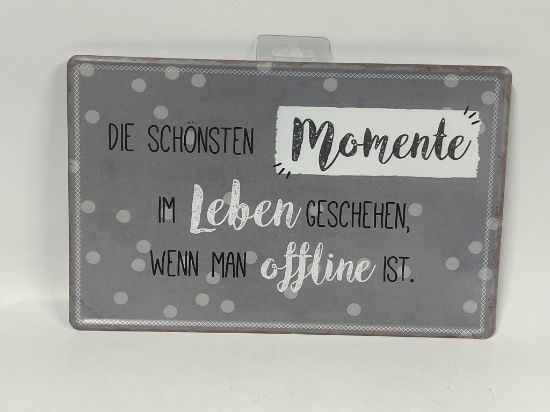 DIE SCHÖNSTEN Momente
IM Leben GESCHEHEN,
WENN MAN offline IST.